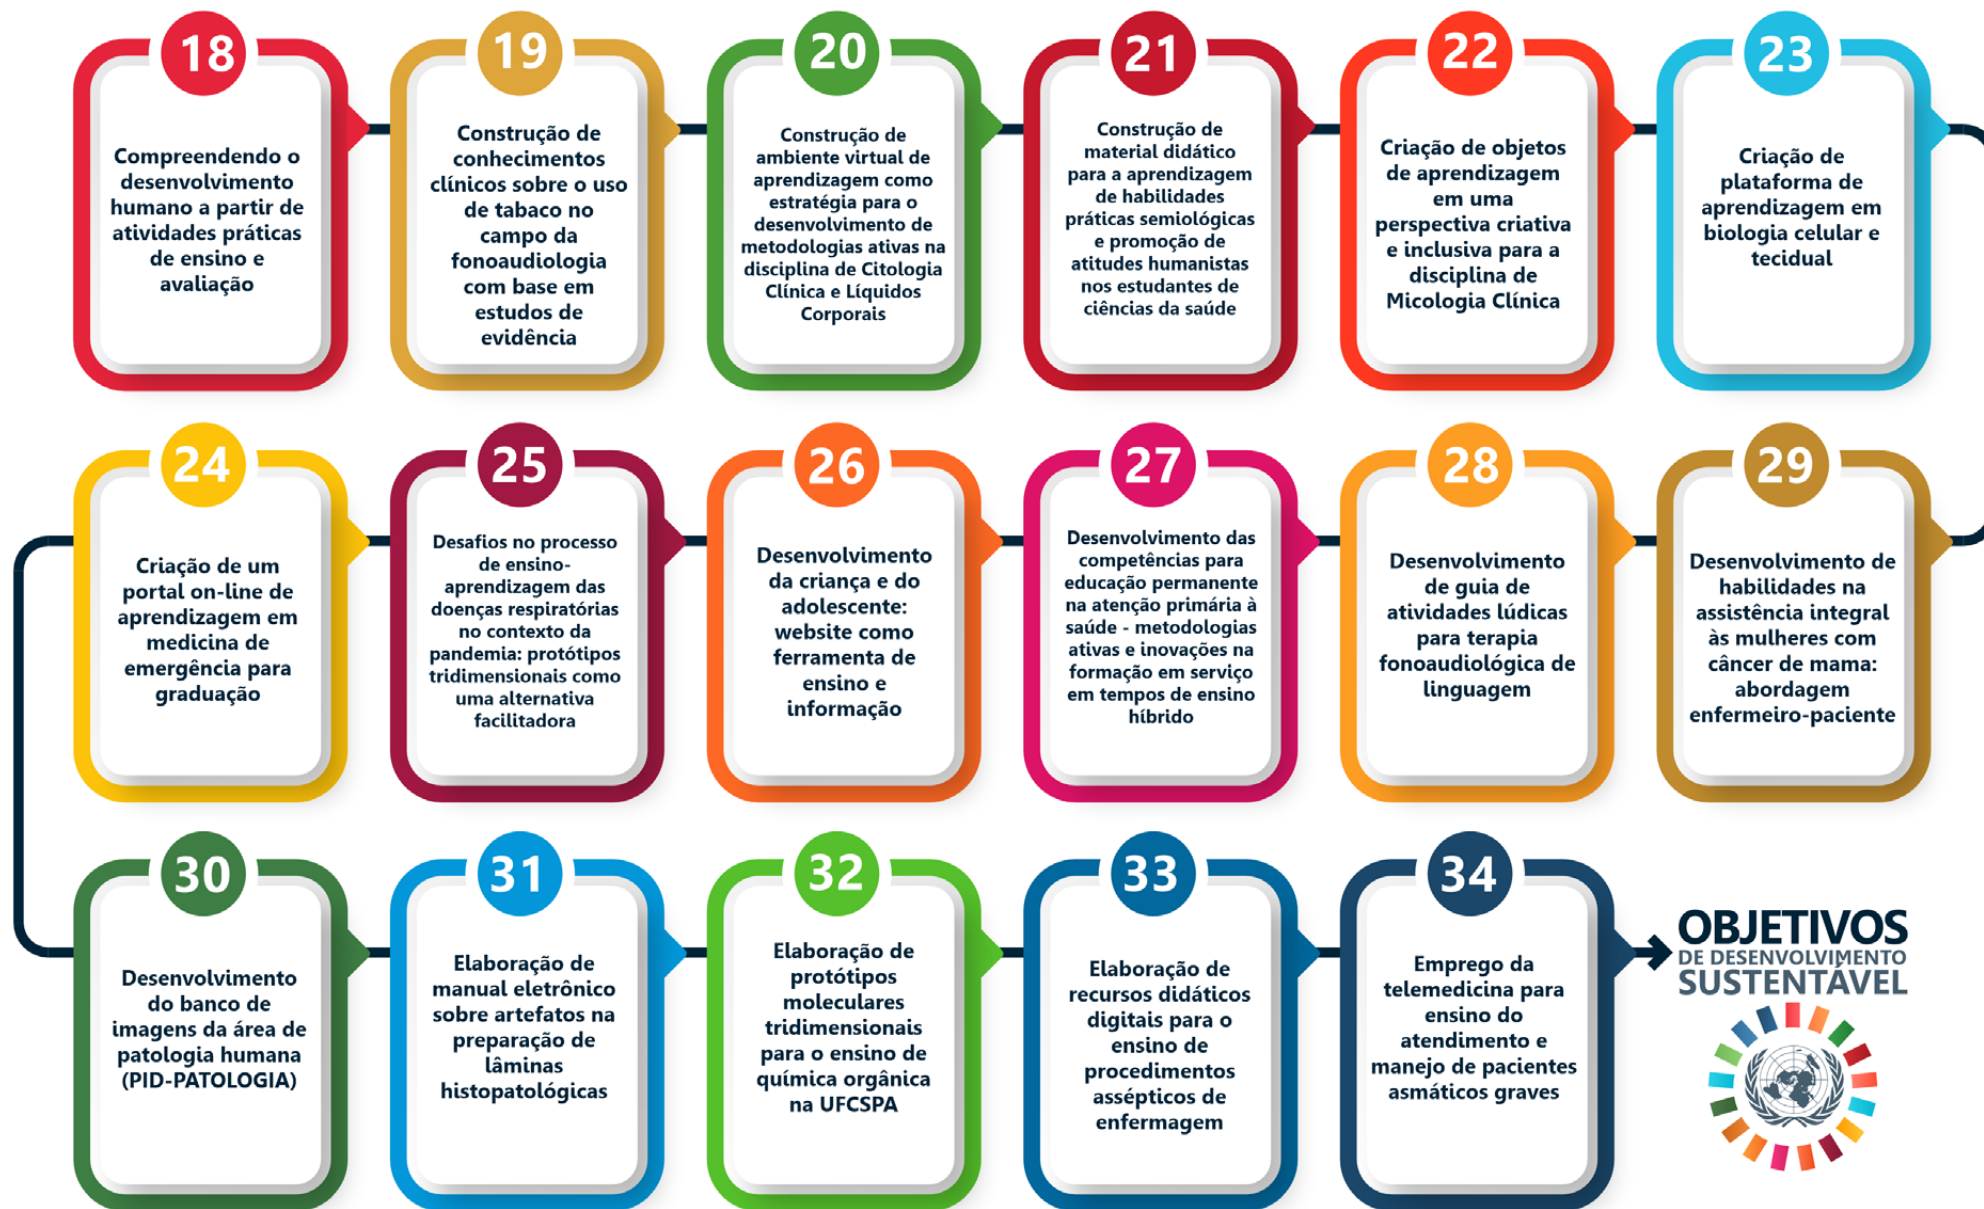 18
Compreendendo o
desenvolvimento
humano a partir de
atividades práticas
de ensino e
avaliação
19
Construção de
conhecimentos
clínicos sobre o uso
de tabaco no
campo da
fonoaudiologia
com base em
estudos de
evidência
20
Construção de
ambiente virtual de
aprendizagem como
estratégia para o
desenvolvimento de
metodologias ativas na
disciplina de Citologia
Clínica e Líquidos
Corporais
21
Construção de
material didático
para a aprendizagem
de habilidades
práticas semiológicas
e promoção de
atitudes humanistas
nos estudantes de
ciências da saúde
22
Criação de objetos
de aprendizagem
em uma
perspectiva criativa
e inclusiva para a
disciplina de
Micologia Clínica
23
Criação de
plataforma de
aprendizagem em
biologia celular e
tecidual
24
Criação de um
portal on-line de
aprendizagem em
medicina de
emergência para
graduação
25
Desafios no processo
de ensino-
aprendizagem das
doenças respiratórias
no contexto da
pandemia: protótipos
tridimensionais como
uma alternativa
facilitadora
26
Desenvolvimento
da criança e do
adolescente:
website como
ferramenta de
ensino e
informação
27
Desenvolvimento das
competências para
educação permanente
na atenção primária à
saúde - metodologias
ativas e inovações na
formação em serviço
em tempos de ensino
híbrido
28
Desenvolvimento
de guia de
atividades lúdicas
para terapia
fonoaudiológica de
linguagem
29
Desenvolvimento de
habilidades na
assistência integral
às mulheres com
câncer de mama:
abordagem
enfermeiro-paciente
30
Desenvolvimento
do banco de
imagens da área de
patologia humana
(PID-PATOLOGIA)
31
Elaboração de
manual eletrônico
sobre artefatos na
preparação de
lâminas
histopatológicas
32
Elaboração de
protótipos
moleculares
tridimensionais
para o ensino de
química orgânica
na UFCSPA
33
Elaboração de
recursos didáticos
digitais para o
ensino de
procedimentos
assépticos de
enfermagem
34
Emprego da
telemedicina para
ensino do
atendimento e
manejo de pacientes
asmáticos graves
OBJETIVOS
DE DESENVOLVIMENTO
SUSTENTÁVEL